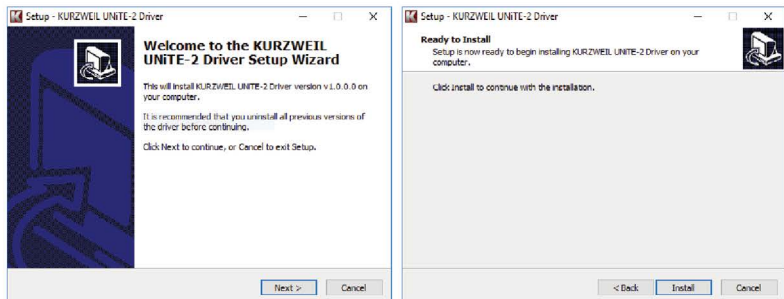 Setup - KURZWEIL UNiTE-2 Driver
Welcome to the KURZWEIL
UNiTE-2 Driver Setup Wizard
This will install KURZWEIL UNiTE-2 Driver version v1.0.0.0 on
your computer.
It is recommended that you uninstall all previous versions of
the driver before continuing.
Click Next to continue, or Cancel to exit Setup.
Next >
Cancel
Setup - KURZWEIL UNiTE-2 Driver
Ready to Install
Setup is now ready to begin installing KURZWEIL UNiTE-2 Driver on your
computer.
Click Install to continue with the installation.
< Back
Install
Cancel